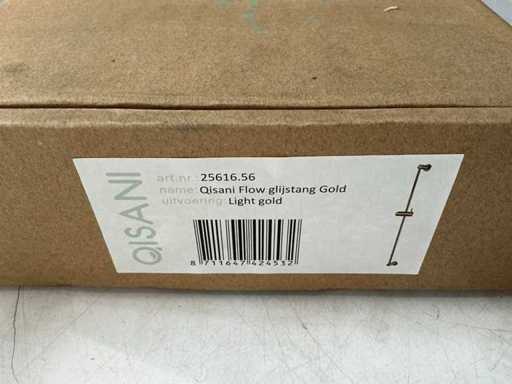 QISANI
art.nr.: 25616.56
name: Qisani Flow glijstang Gold
uitvoering: Light gold
8 711647 424532